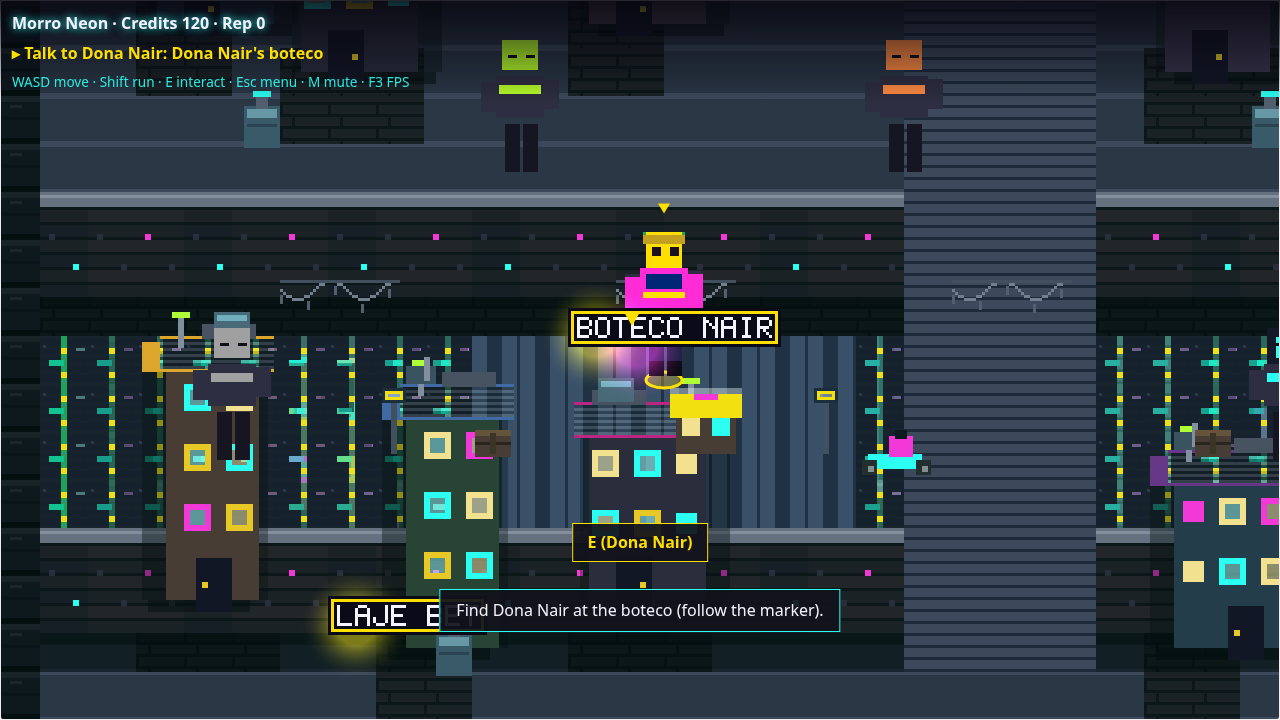 Morro Neon · Credits 120 · Rep 0
▸ Talk to Dona Nair: Dona Nair's boteco
WASD move · Shift run · E interact · Esc menu · M mute · F3 FPS
BOTECO NAIR
E (Dona Nair)
LAJE
Find Dona Nair at the boteco (follow the marker).